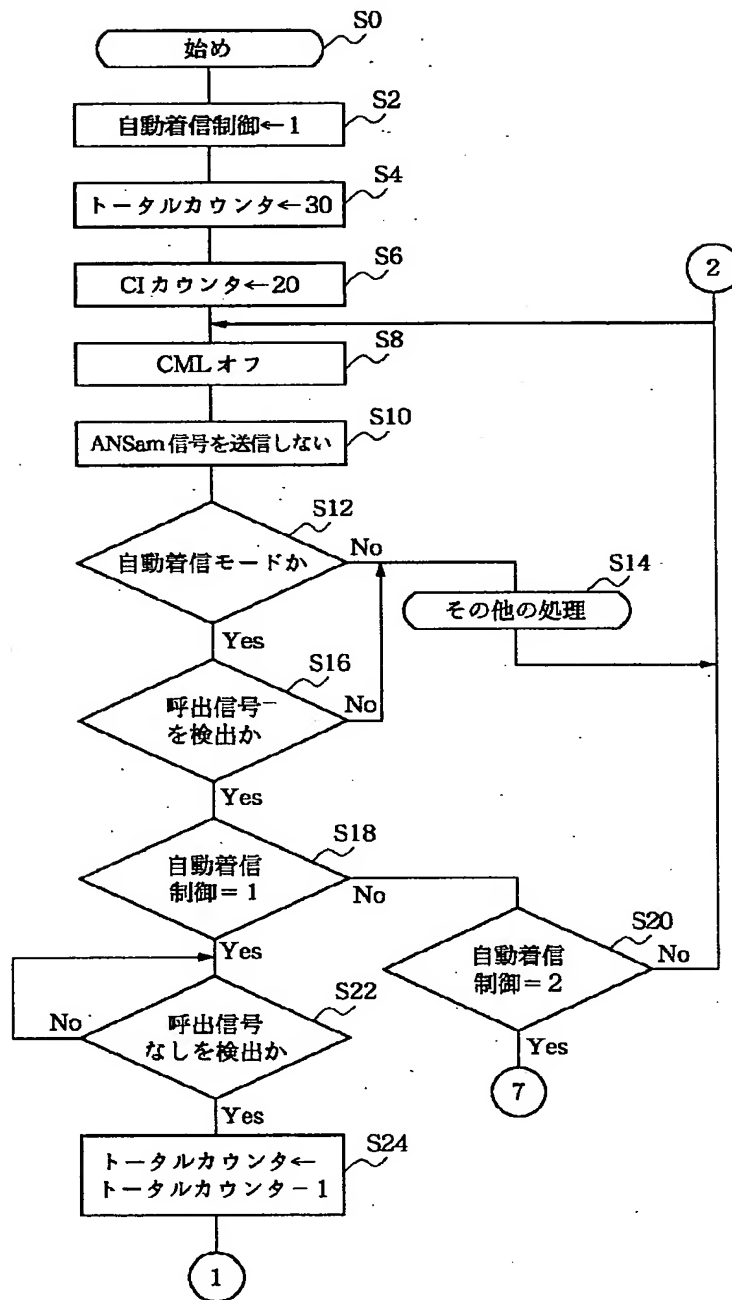 S0
始め
S2
自動着信制御←1
S4
トータルカウンタ←30
S6
CIカウンタ←20
2
S8
CMLオフ
S10
ANSam信号を送信しない
S12
自動着信モードか
No
S14
その他の処理
Yes
S16
呼出信号
を検出か
No
Yes
S18
自動着信
制御=1
No
S20
自動着信
制御=2
No
Yes
S22
呼出信号
なしを検出か
No
Yes
7
Yes
S24
トータルカウンタ←
トータルカウンタ-1
1